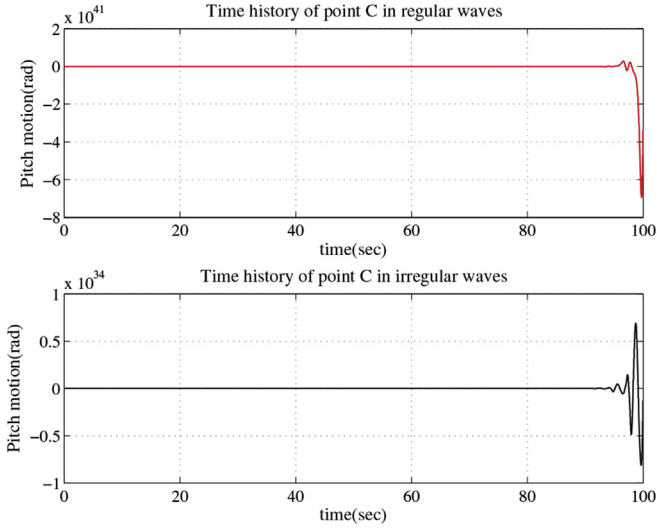 Time history of point C in regular waves
2 x 10^41
0
−2
−4
−6
−8
Pitch motion(rad)
0 20 40 60 80 100
time(sec)
Time history of point C in irregular waves
1 x 10^34
0.5
0
−0.5
−1
Pitch motion(rad)
0 20 40 60 80 100
time(sec)